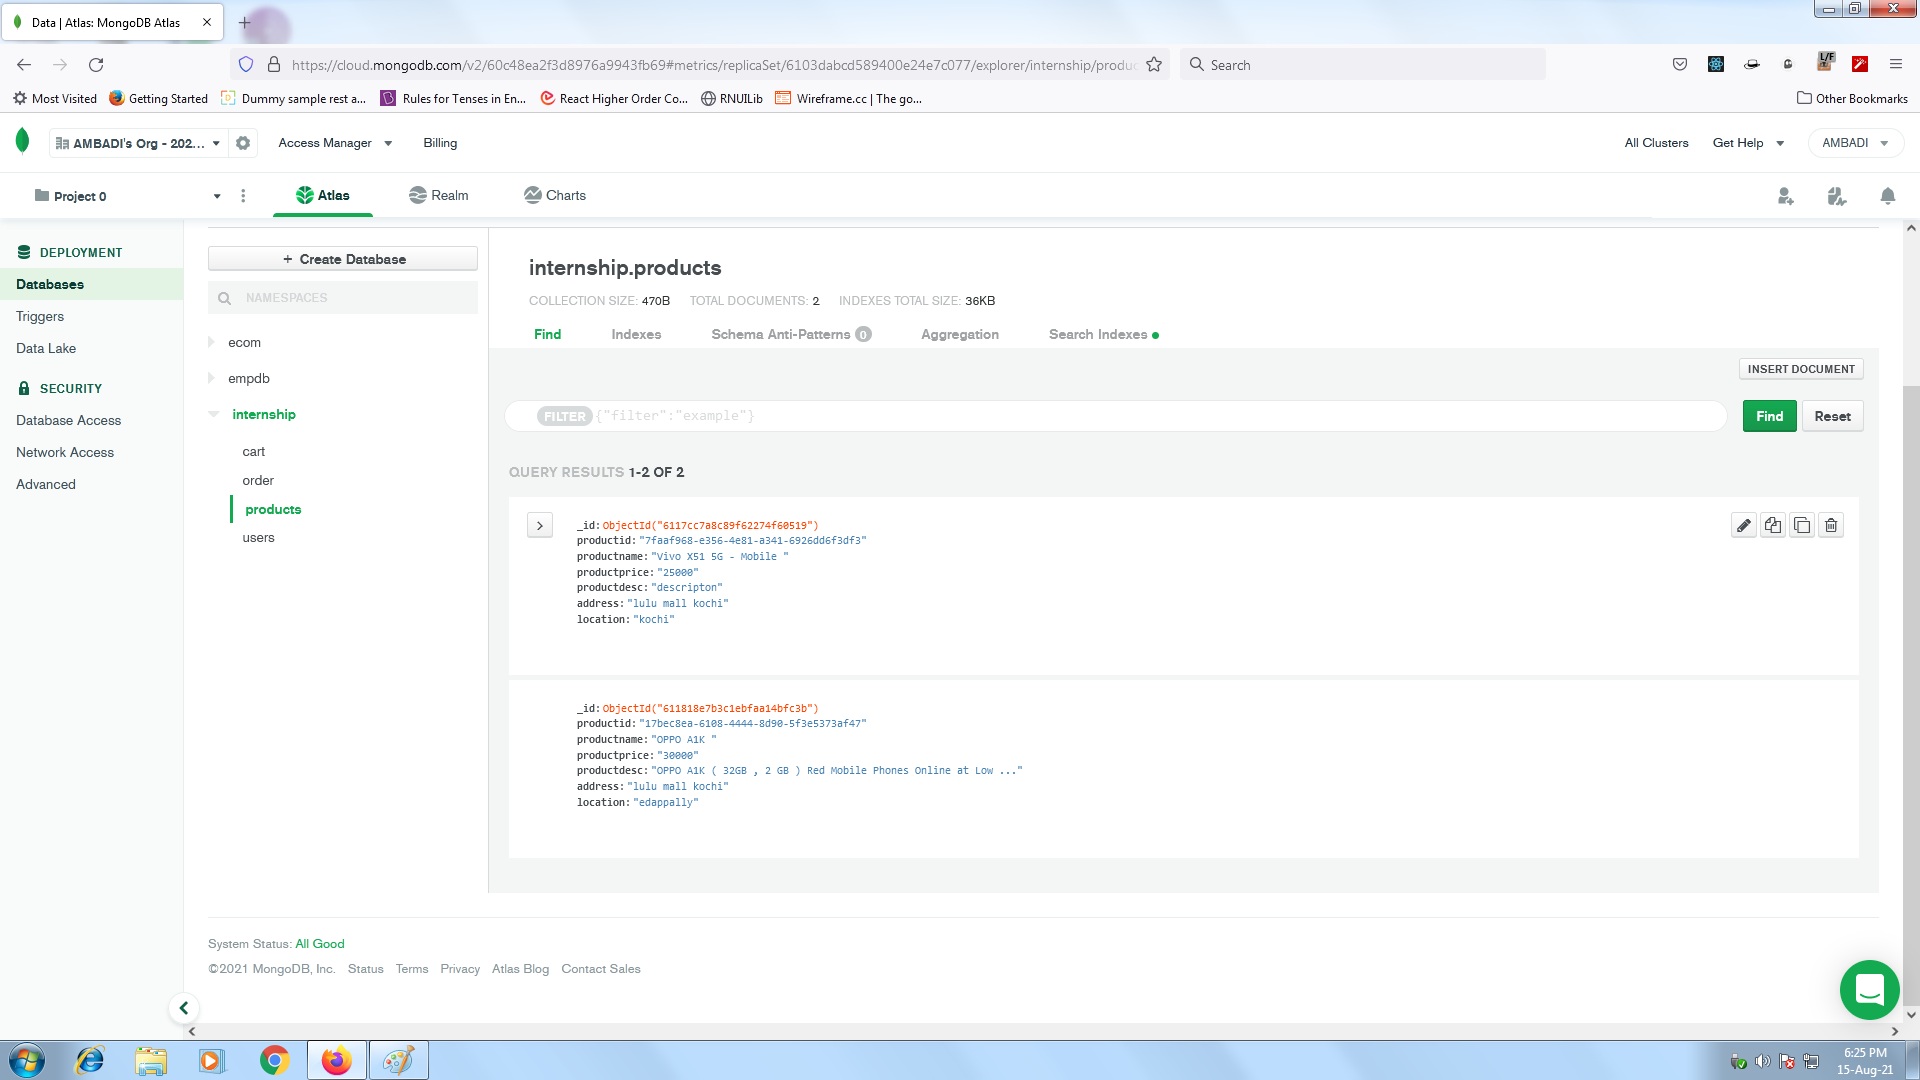 Data | Atlas: MongoDB Atlas
https://cloud.mongodb.com/v2/60c48ea2f3d8976a9943fb69#metrics/replicaSet/6103dabcd589400e24e7c077/explorer/internship/produc
Search
Most Visited
Getting Started
Dummy sample rest a...
Rules for Tenses in En...
React Higher Order Co...
RNUILib
Wireframe.cc | The go...
Other Bookmarks
AMBADI's Org - 202...
Access Manager
Billing
All Clusters
Get Help
AMBADI
Project 0
Atlas
Realm
Charts
DEPLOYMENT
Databases
Triggers
Data Lake
SECURITY
Database Access
Network Access
Advanced
+ Create Database
NAMESPACES
ecom
empdb
internship
cart
order
products
users
internship.products
COLLECTION SIZE: 470B TOTAL DOCUMENTS: 2 INDEXES TOTAL SIZE: 36KB
Find
Indexes
Schema Anti-Patterns 0
Aggregation
Search Indexes
INSERT DOCUMENT
FILTER {"filter":"example"}
Find
Reset
QUERY RESULTS 1-2 OF 2
_id: ObjectId("6117cc7a8c89f62274f60519")
productid: "7faaf968-e356-4e81-a341-6926dd6f3df3"
productname: "Vivo X51 5G - Mobile "
productprice: "25000"
productdesc: "descripton"
address: "lulu mall kochi"
location: "kochi"
_id: ObjectId("611818e7b3c1ebfaa14bfc3b")
productid: "17bec8ea-6108-4444-8d90-5f3e5373af47"
productname: "OPPO A1K "
productprice: "30000"
productdesc: "OPPO A1K ( 32GB , 2 GB ) Red Mobile Phones Online at Low ..."
address: "lulu mall kochi"
location: "edappally"
System Status: All Good
©2021 MongoDB, Inc. Status Terms Privacy Atlas Blog Contact Sales
6:25 PM
15-Aug-21